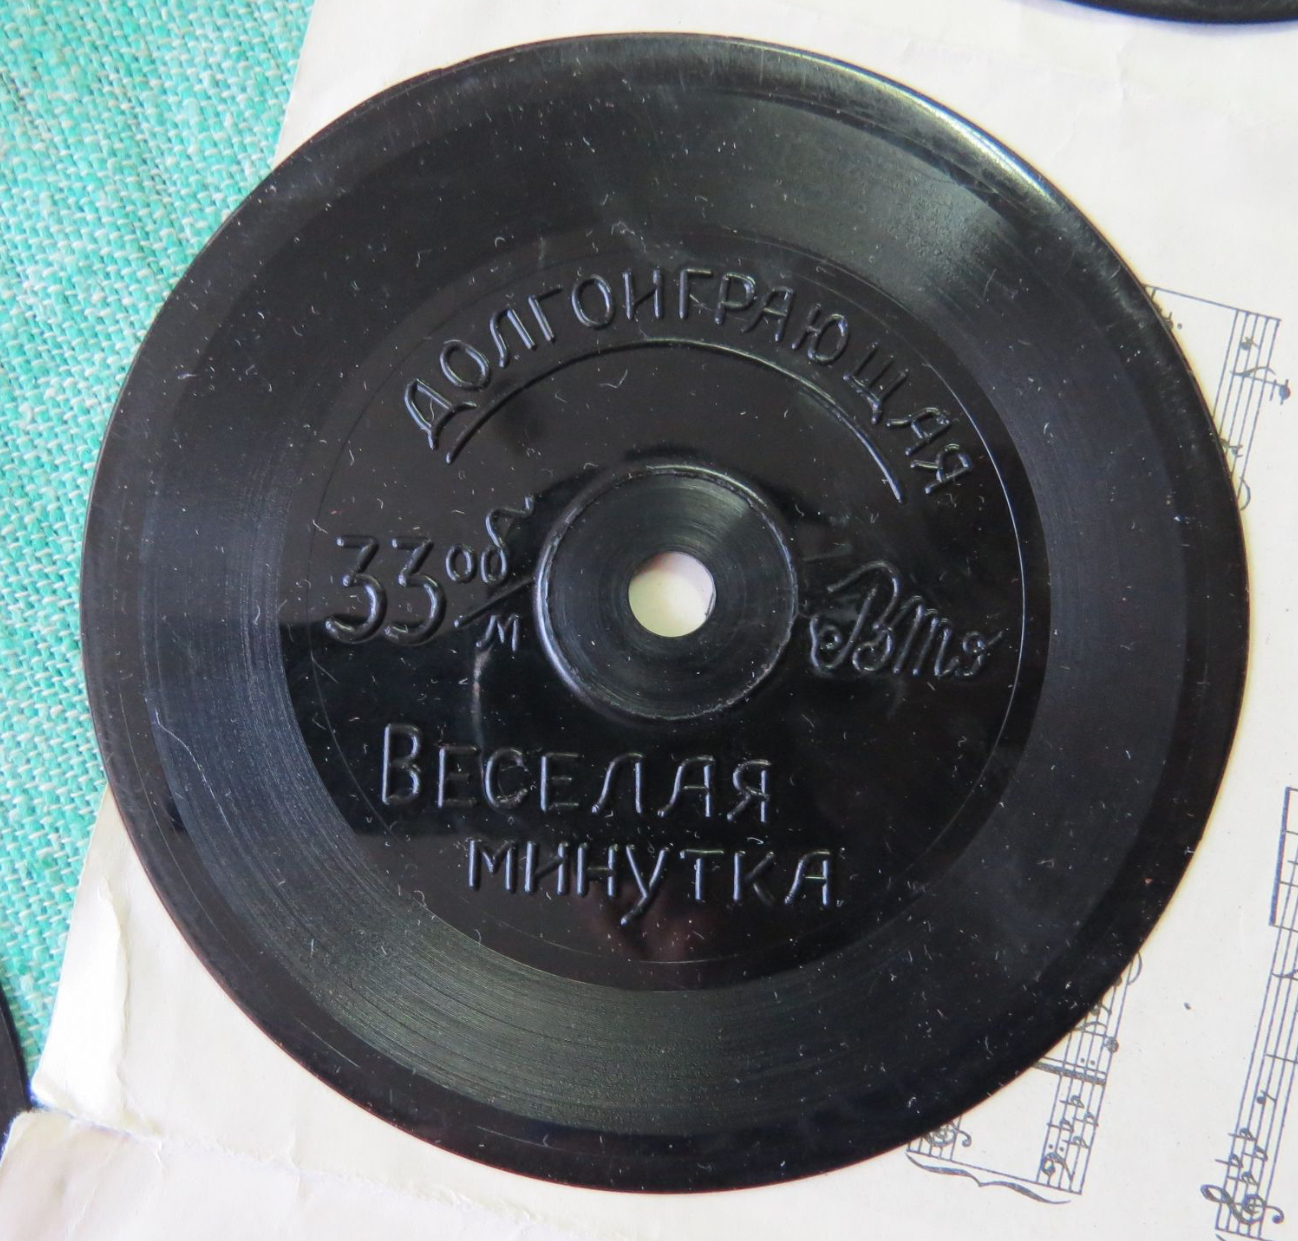 ДОЛГОИГРАЮЩАЯ
33 об/м
ВТО
ВЕСЕЛАЯ
МИНУТКА